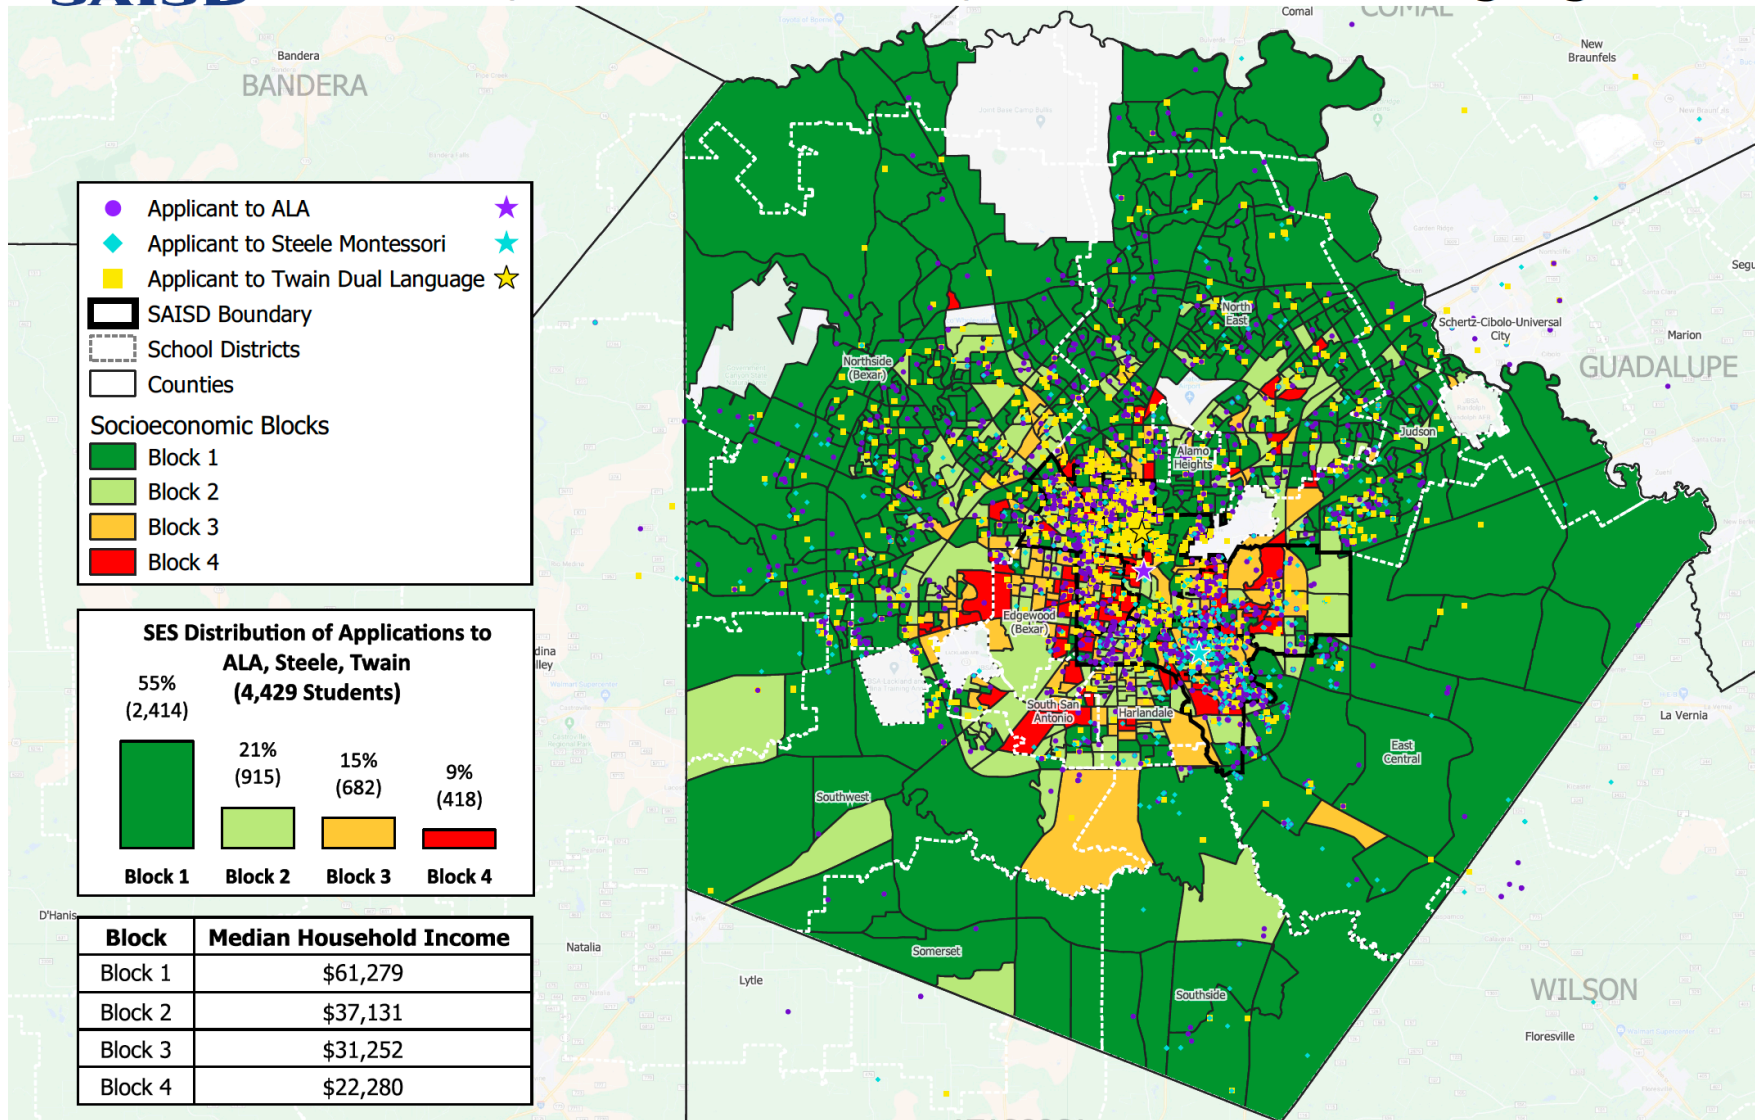 SAISD
COMAL
Comal
New
Braunfels
Bandera
BANDERA
Applicant to ALA
Applicant to Steele Montessori
Applicant to Twain Dual Language
SAISD Boundary
School Districts
Counties
Socioeconomic Blocks
Block 1
Block 2
Block 3
Block 4
North
East
Northside
(Bexar)
Schertz-Cibolo-Universal
City
Marion
GUADALUPE
Judson
Alamo
Heights
Edgewood
(Bexar)
South San
Antonio
Harlandale
East
Central
La Vernia
Southwest
Somerset
Southside
Lytle
Natalia
D'Hanis
WILSON
Floresville
SES Distribution of Applications to
ALA, Steele, Twain
(4,429 Students)
55%
(2,414)
21%
(915)
15%
(682)
9%
(418)
Block 1 Block 2 Block 3 Block 4
Block Median Household Income
Block 1 $61,279
Block 2 $37,131
Block 3 $31,252
Block 4 $22,280